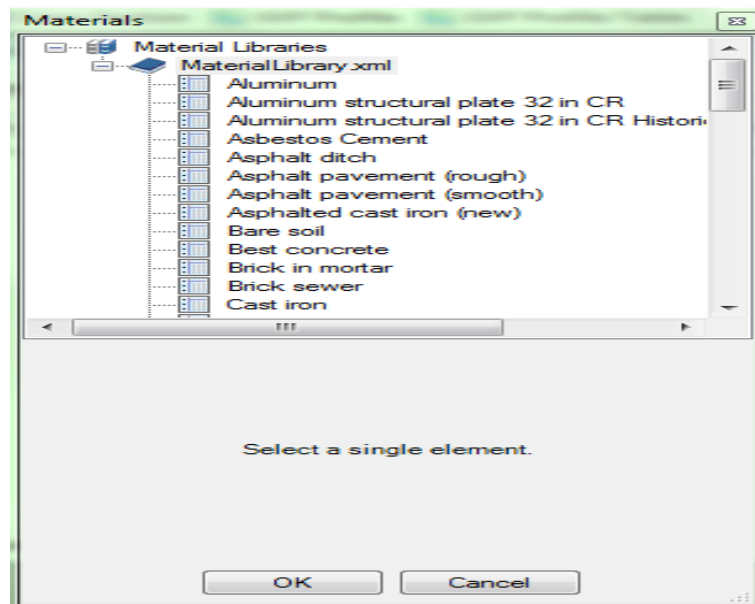 Materials
Material Libraries
MaterialLibrary.xml
Aluminum
Aluminum structural plate 32 in CR
Aluminum structural plate 32 in CR Histori
Asbestos Cement
Asphalt ditch
Asphalt pavement (rough)
Asphalt pavement (smooth)
Asphalted cast iron (new)
Bare soil
Best concrete
Brick in mortar
Brick sewer
Cast iron
Select a single element.
OK Cancel